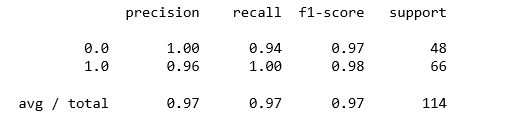 precision recall f1-score support
0.0 1.00 0.94 0.97 48
1.0 0.96 1.00 0.98 66
avg / total 0.97 0.97 0.97 114